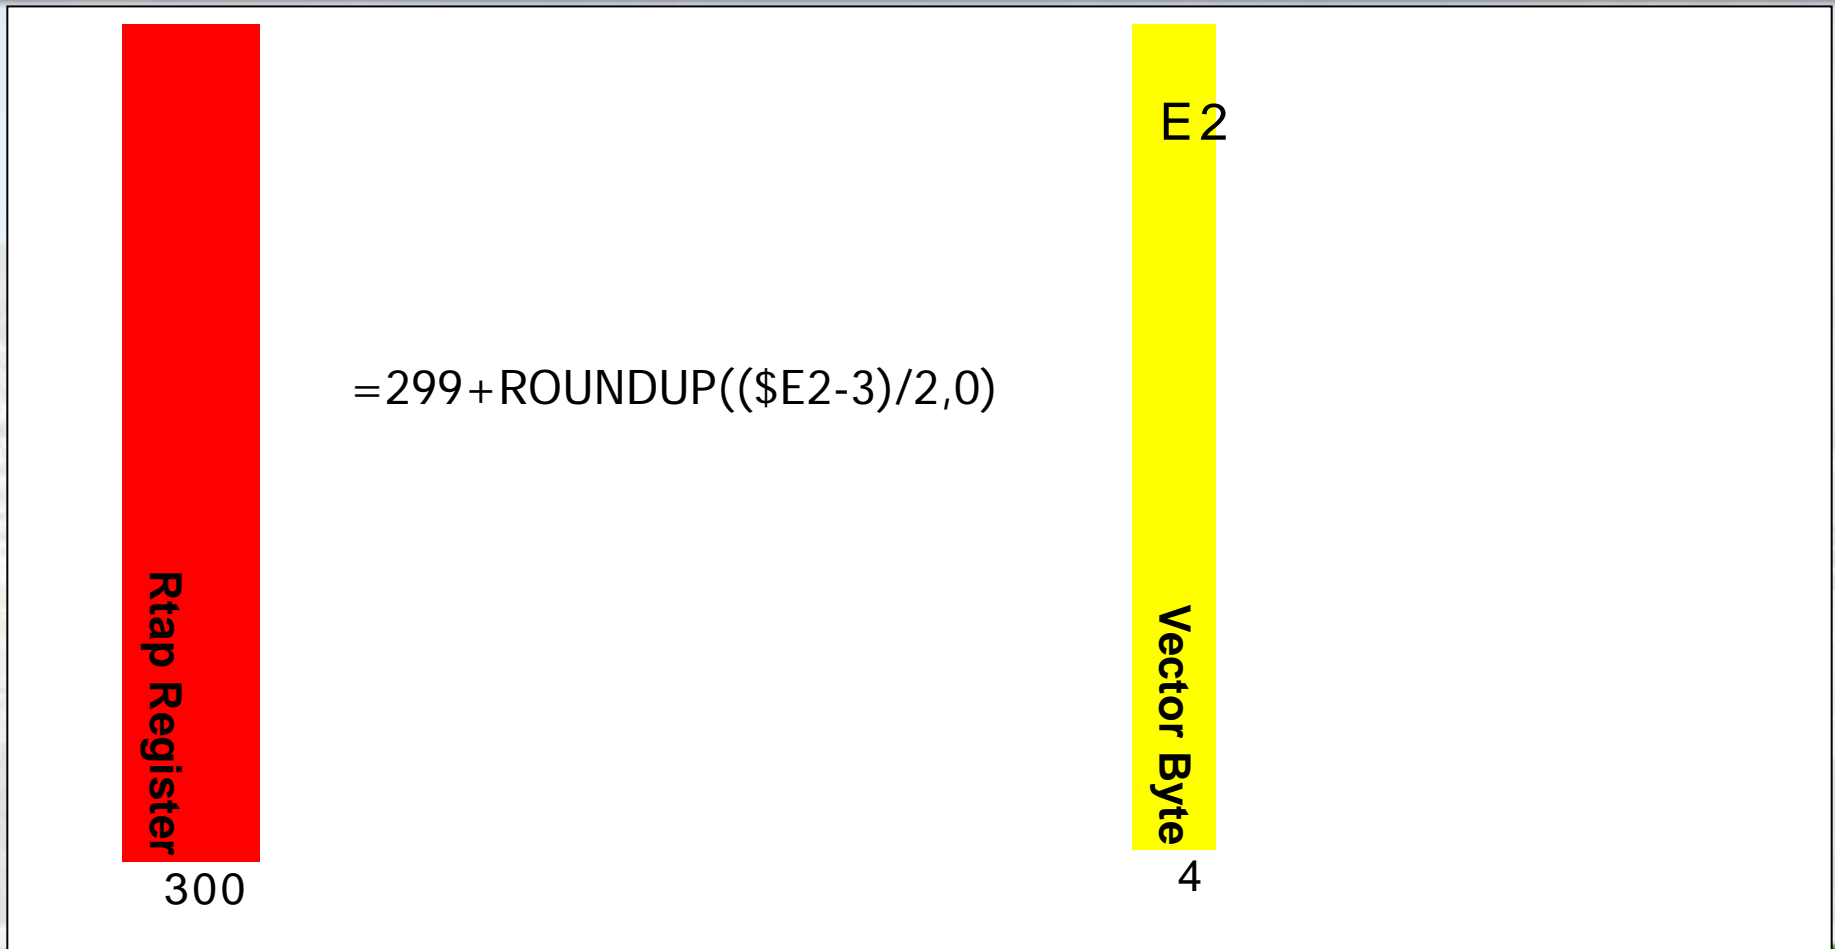 E2
=299+ROUNDUP(($E2-3)/2,0)
Rtap Register
Vector Byte
300
4